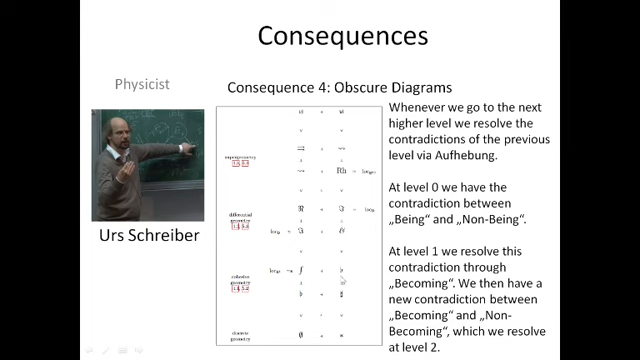 Consequences
Physicist
Consequence 4: Obscure Diagrams
Urs Schreiber
supergeometry
Rh
differential
geometry
cohesive
geometry
discrete
geometry
Whenever we go to the next
higher level we resolve the
contradictions of the previous
level via Aufhebung.
At level 0 we have the
contradiction between
„Being“ and „Non-Being“.
At level 1 we resolve this
contradiction through
„Becoming“. We then have a
new contradiction between
„Becoming“ and „Non-
Becoming“, which we resolve
at level 2.